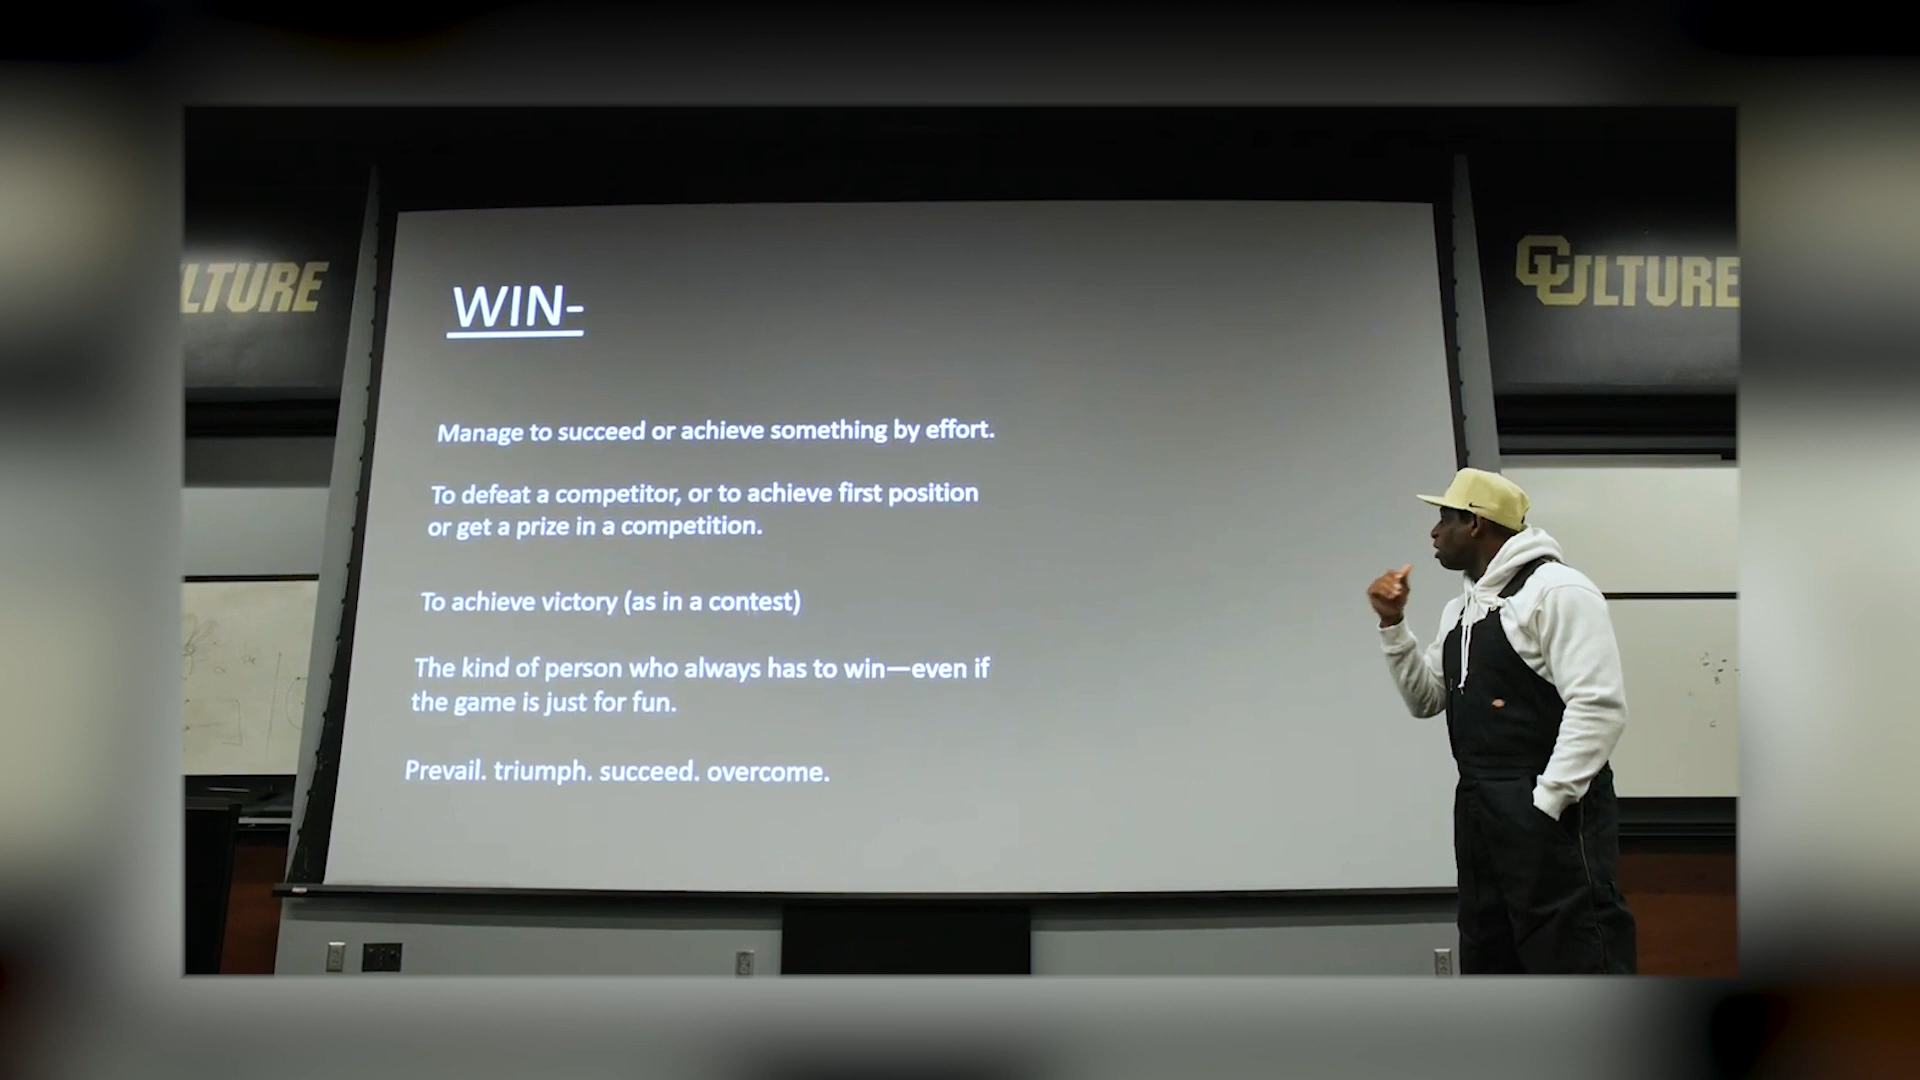 LTURE
CULTURE
WIN-
Manage to succeed or achieve something by effort.
To defeat a competitor, or to achieve first position
or get a prize in a competition.
To achieve victory (as in a contest)
The kind of person who always has to win—even if
the game is just for fun.
Prevail. triumph. succeed. overcome.